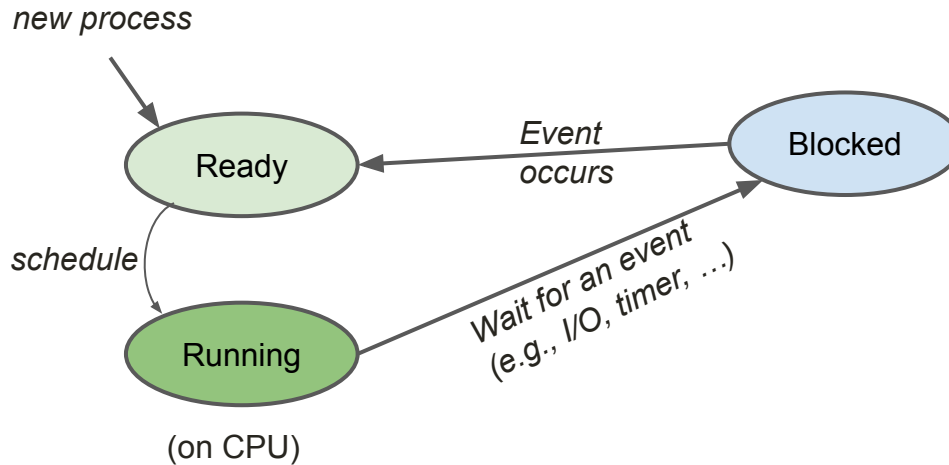 new process
Ready
Event
occurs
Blocked
schedule
Wait for an event
(e.g., I/O, timer, …)
Running
(on CPU)